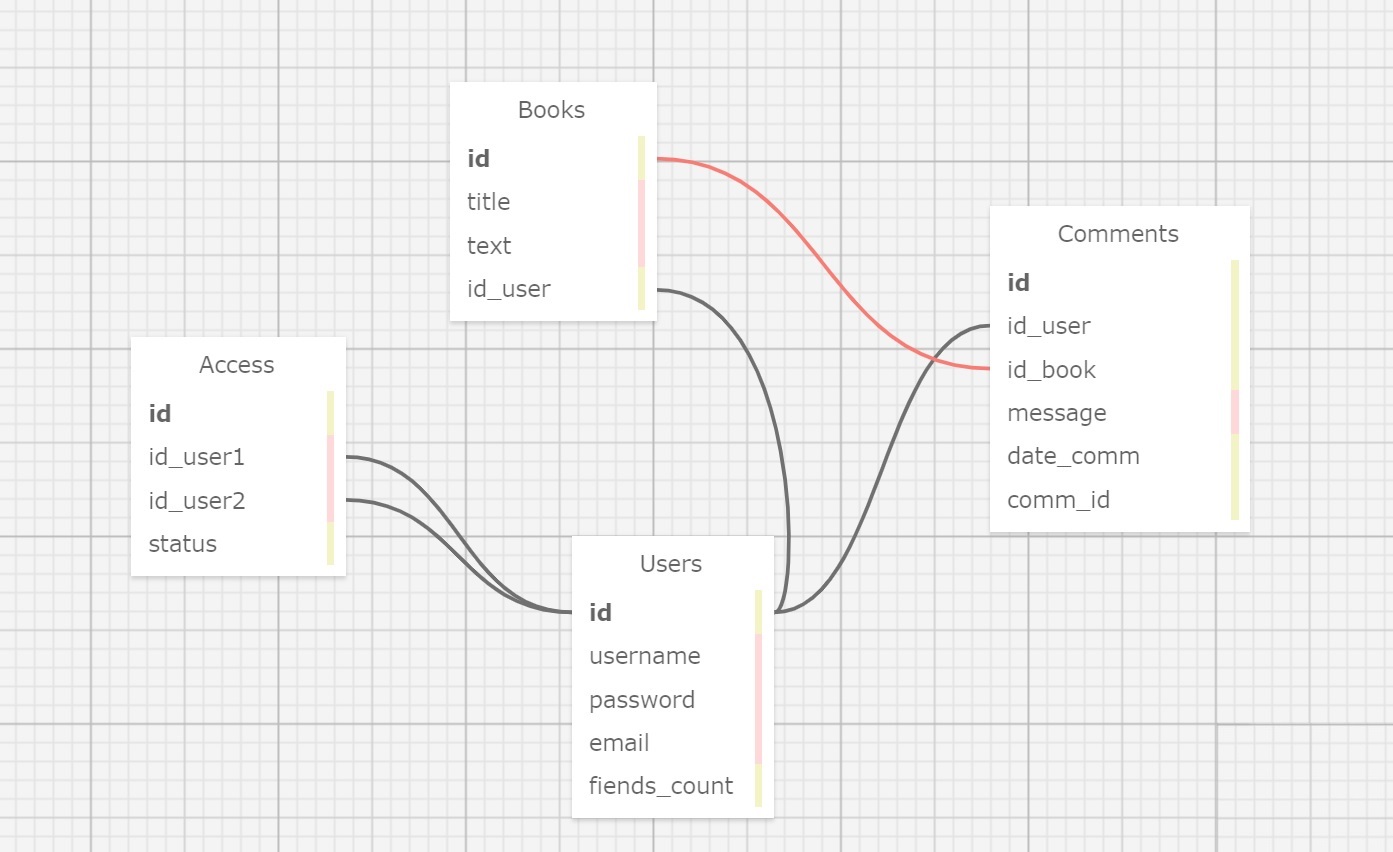 Books
id
title
text
id_user
Comments
id
id_user
id_book
message
date_comm
comm_id
Access
id
id_user1
id_user2
status
Users
id
username
password
email
fiends_count